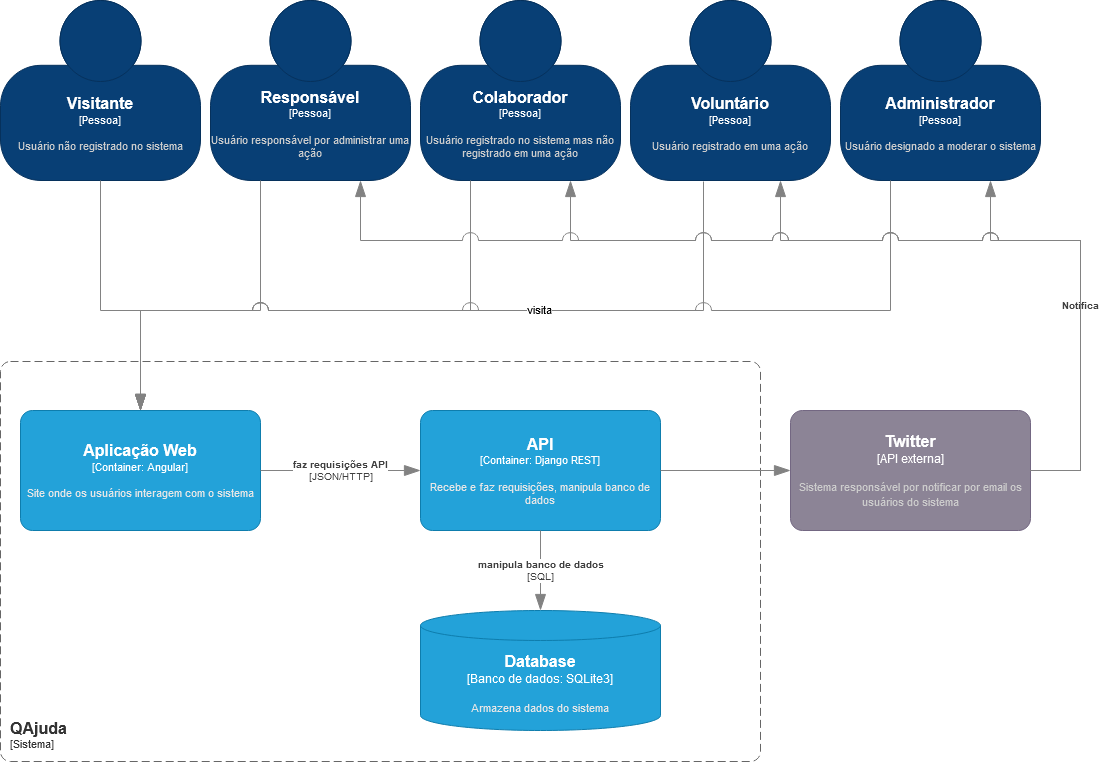 Visitante
[Pessoa]
Usuário não registrado no sistema
Responsável
[Pessoa]
Usuário responsável por administrar uma
ação
Colaborador
[Pessoa]
Usuário registrado no sistema mas não
registrado em uma ação
Voluntário
[Pessoa]
Usuário registrado em uma ação
Administrador
[Pessoa]
Usuário designado a moderar o sistema
visita
Notifica
Aplicação Web
[Container: Angular]
Site onde os usuários interagem com o sistema
faz requisições API
[JSON/HTTP]
API
[Container: Django REST]
Recebe e faz requisições, manipula banco de
dados
Twitter
[API externa]
Sistema responsável por notificar por email os
usuários do sistema
manipula banco de dados
[SQL]
Database
[Banco de dados: SQLite3]
Armazena dados do sistema
QAjuda
[Sistema]